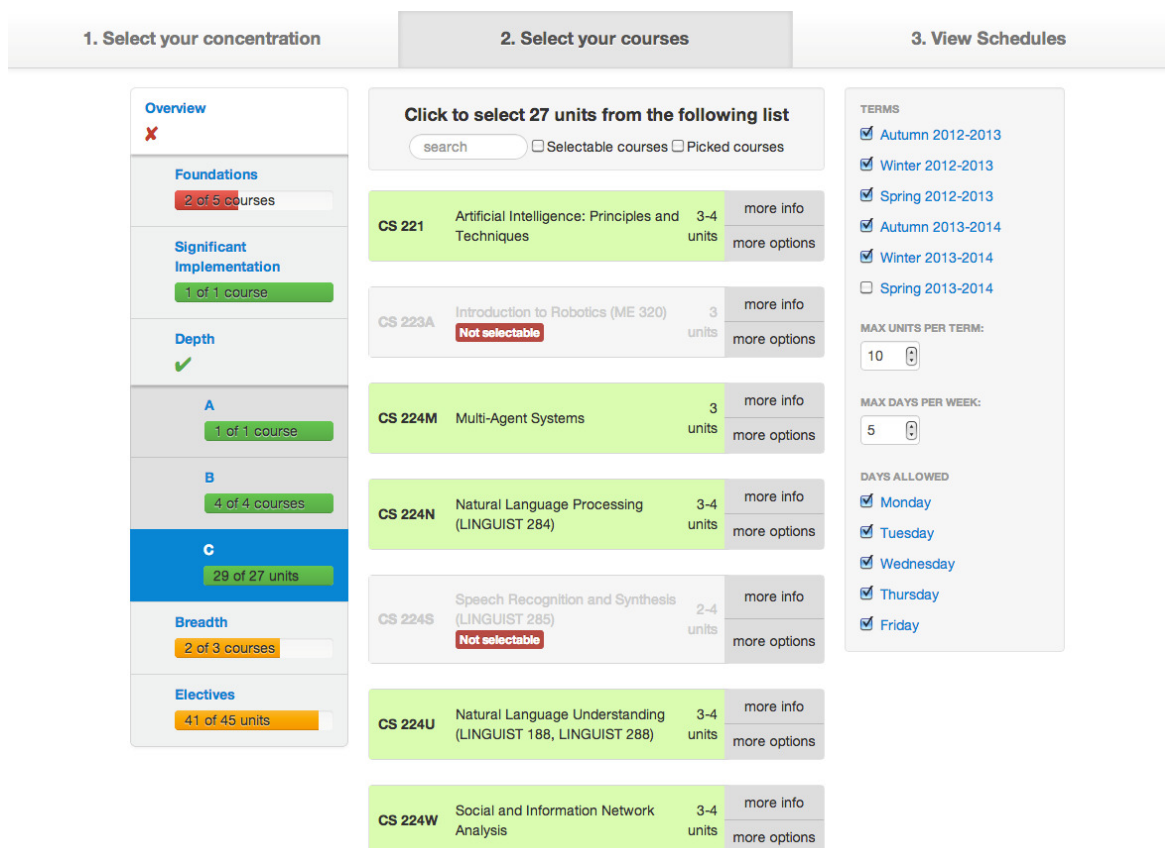 1. Select your concentration
2. Select your courses
3. View Schedules
Overview
Foundations
2 of 5 courses
Significant
Implementation
1 of 1 course
Depth
A
1 of 1 course
B
4 of 4 courses
C
29 of 27 units
Breadth
2 of 3 courses
Electives
41 of 45 units
Click to select 27 units from the following list
search
Selectable courses
Picked courses
CS 221
Artificial Intelligence: Principles and
Techniques
3-4
units
more info
more options
CS 223A
Introduction to Robotics (ME 320)
Not selectable
3
units
more info
more options
CS 224M
Multi-Agent Systems
3
units
more info
more options
CS 224N
Natural Language Processing
(LINGUIST 284)
3-4
units
more info
more options
CS 224S
Speech Recognition and Synthesis
(LINGUIST 285)
Not selectable
2-4
units
more info
more options
CS 224U
Natural Language Understanding
(LINGUIST 188, LINGUIST 288)
3-4
units
more info
more options
CS 224W
Social and Information Network
Analysis
3-4
units
more info
more options
TERMS
Autumn 2012-2013
Winter 2012-2013
Spring 2012-2013
Autumn 2013-2014
Winter 2013-2014
Spring 2013-2014
MAX UNITS PER TERM:
10
MAX DAYS PER WEEK:
5
DAYS ALLOWED
Monday
Tuesday
Wednesday
Thursday
Friday